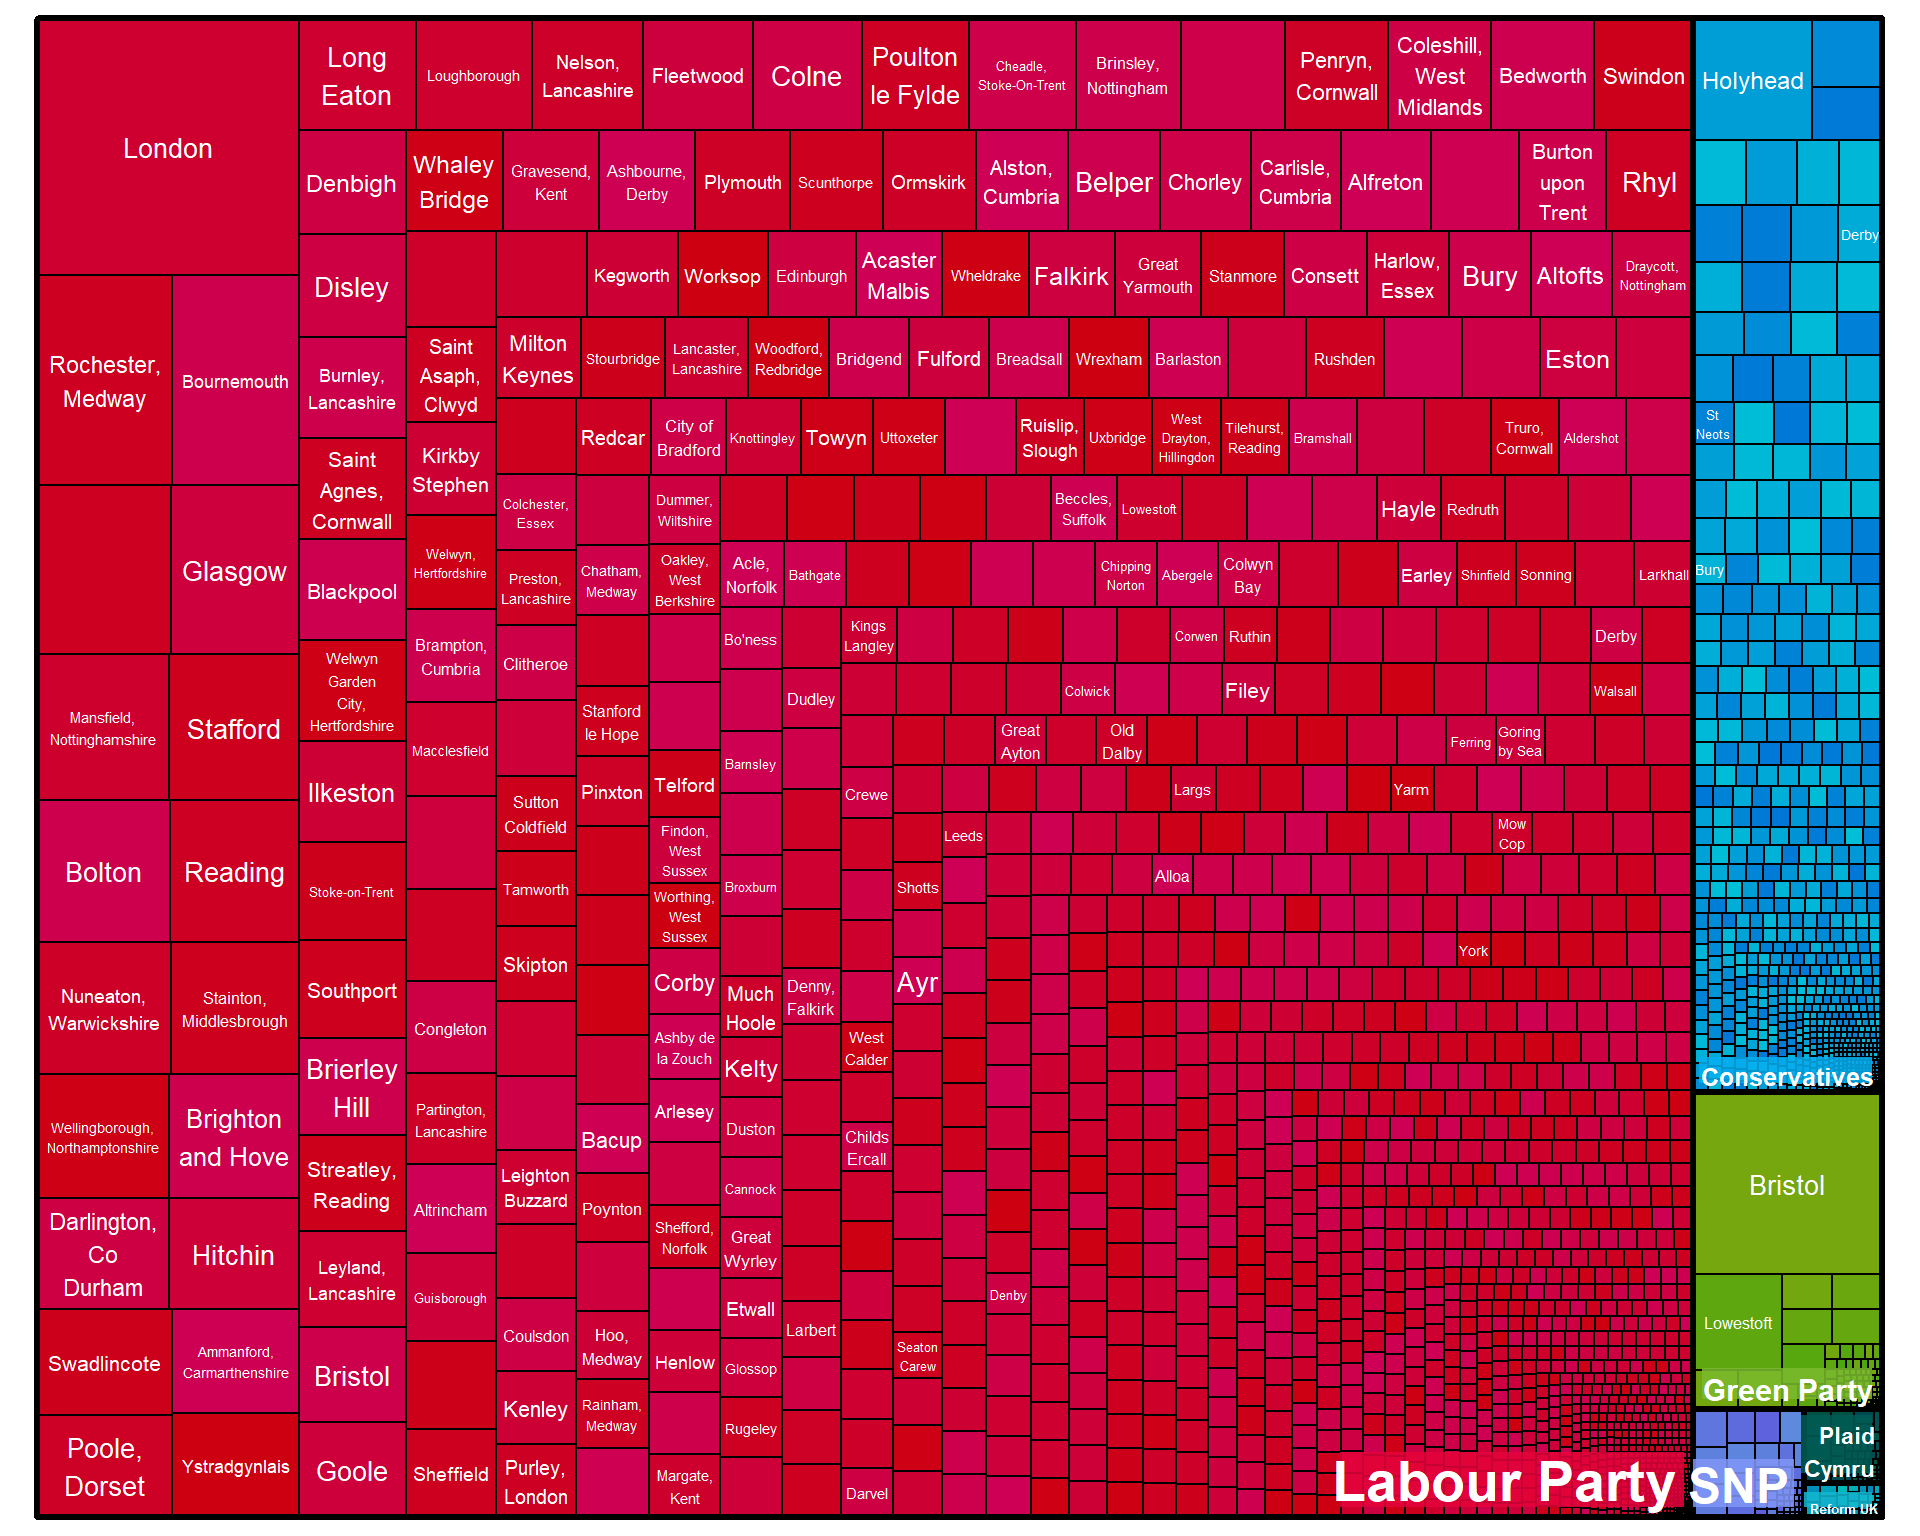 London
Rochester,
Medway
Bournemouth
Glasgow
Mansfield,
Nottinghamshire
Stafford
Bolton
Reading
Nuneaton,
Warwickshire
Stainton,
Middlesbrough
Wellingborough,
Northamptonshire
Brighton
and Hove
Darlington,
Co
Durham
Hitchin
Swadlincote
Ammanford,
Carmarthenshire
Poole,
Dorset
Ystradgynlais
Long
Eaton
Loughborough
Nelson,
Lancashire
Fleetwood
Colne
Poulton
le Fylde
Cheadle,
Stoke-On-Trent
Brinsley,
Nottingham
Penryn,
Cornwall
Coleshill,
West
Midlands
Bedworth
Swindon
Denbigh
Disley
Burnley,
Lancashire
Saint
Agnes,
Cornwall
Blackpool
Welwyn
Garden
City,
Hertfordshire
Ilkeston
Stoke-on-Trent
Southport
Brierley
Hill
Streatley,
Reading
Leyland,
Lancashire
Bristol
Goole
Whaley
Bridge
Gravesend,
Kent
Ashbourne,
Derby
Plymouth
Scunthorpe
Ormskirk
Alston,
Cumbria
Belper
Chorley
Carlisle,
Cumbria
Alfreton
Burton
upon
Trent
Rhyl
Saint
Asaph,
Clwyd
Kirkby
Stephen
Welwyn,
Hertfordshire
Brampton,
Cumbria
Macclesfield
Congleton
Partington,
Lancashire
Altrincham
Guisborough
Sheffield
Kegworth
Worksop
Edinburgh
Acaster
Malbis
Wheldrake
Falkirk
Great
Yarmouth
Stanmore
Consett
Harlow,
Essex
Bury
Altofts
Draycott,
Nottingham
Milton
Keynes
Stourbridge
Lancaster,
Lancashire
Woodford,
Redbridge
Bridgend
Fulford
Breadsall
Wrexham
Barlaston
Rushden
Eston
Colchester,
Essex
Preston,
Lancashire
Clitheroe
Sutton
Coldfield
Tamworth
Skipton
Leighton
Buzzard
Coulsdon
Kenley
Purley,
London
Redcar
City of
Bradford
Knottingley
Towyn
Uttoxeter
Ruislip,
Slough
Uxbridge
West
Drayton,
Hillingdon
Tilehurst,
Reading
Bramshall
Truro,
Cornwall
Aldershot
Chatham,
Medway
Stanford
le Hope
Pinxton
Bacup
Poynton
Hoo,
Medway
Rainham,
Medway
Dummer,
Wiltshire
Oakley,
West
Berkshire
Telford
Findon,
West
Sussex
Worthing,
West
Sussex
Corby
Ashby de
la Zouch
Arlesey
Shefford,
Norfolk
Henlow
Margate,
Kent
Beccles,
Suffolk
Lowestoft
Hayle
Redruth
Acle,
Norfolk
Bathgate
Chipping
Norton
Abergele
Colwyn
Bay
Earley
Shinfield
Sonning
Larkhall
Bo'ness
Barnsley
Broxburn
Much
Hoole
Kelty
Duston
Cannock
Great
Wyrley
Etwall
Glossop
Rugeley
Kings
Langley
Corwen
Ruthin
Derby
Dudley
Denny,
Falkirk
Larbert
Colwick
Filey
Walsall
Crewe
West
Calder
Childs
Ercall
Darvel
Great
Ayton
Old
Dalby
Ferring
Goring
by Sea
Shotts
Ayr
Seaton
Carew
Largs
Yarm
Leeds
Mow
Cop
Alloa
Denby
York
Labour Party
Holyhead
Derby
St
Neots
Bury
Conservatives
Bristol
Lowestoft
Green Party
SNP
Plaid
Cymru
Reform UK